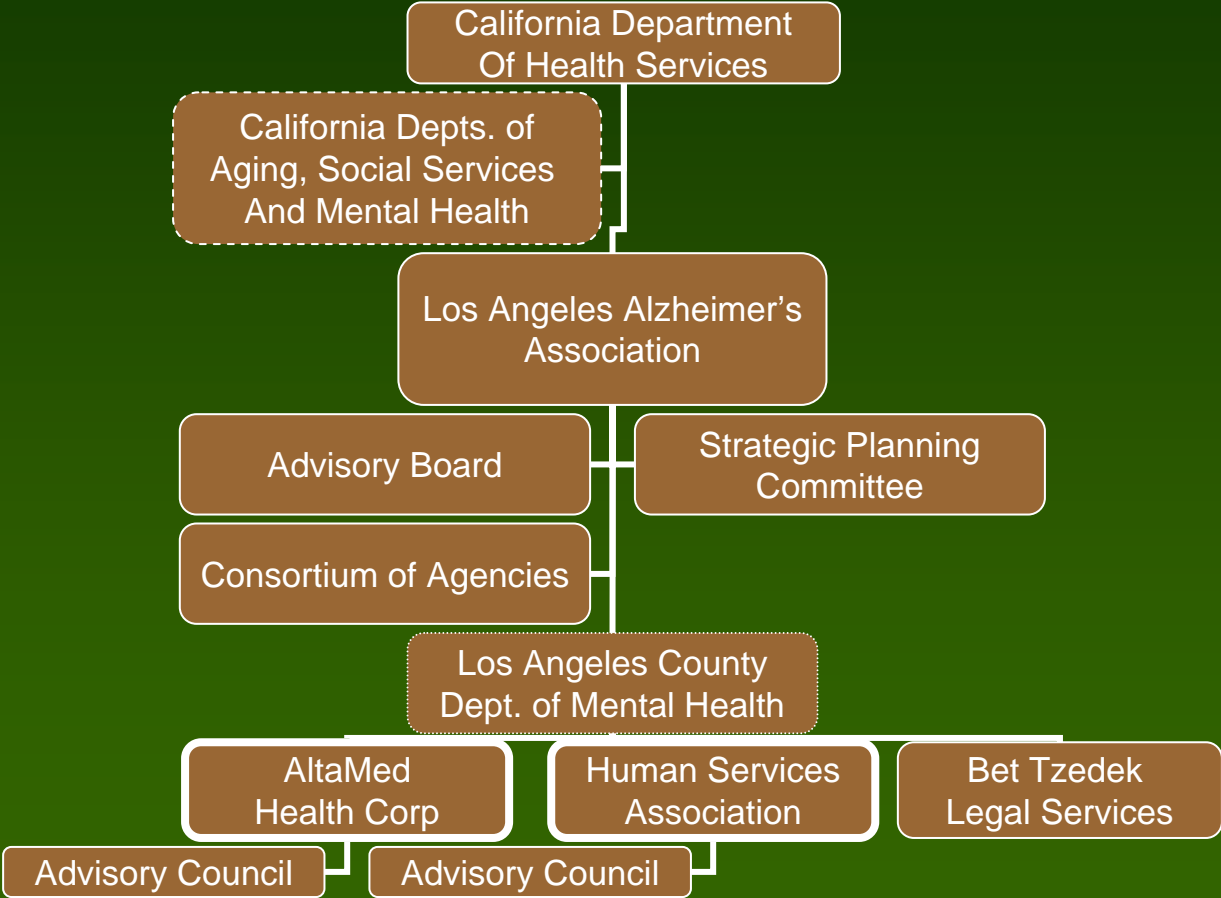 California Department
Of Health Services
California Depts. of
Aging, Social Services
And Mental Health
Los Angeles Alzheimer’s
Association
Advisory Board
Strategic Planning
Committee
Consortium of Agencies
Los Angeles County
Dept. of Mental Health
AltaMed
Health Corp
Human Services
Association
Bet Tzedek
Legal Services
Advisory Council
Advisory Council